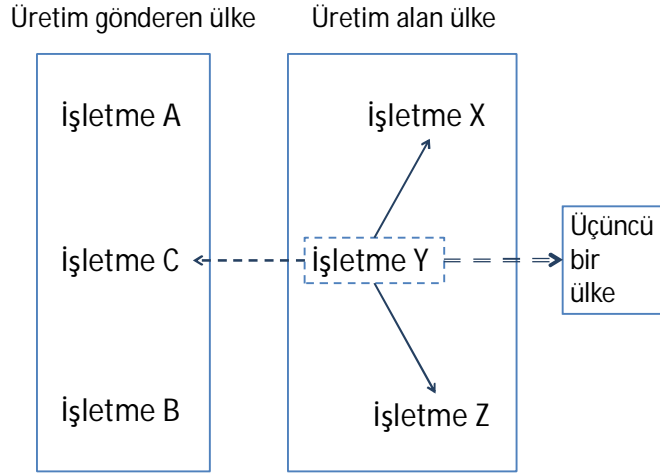 Üretim gönderen ülke
Üretim alan ülke
İşletme A
İşletme X
İşletme C
İşletme Y
Üçüncü
bir
ülke
İşletme B
İşletme Z